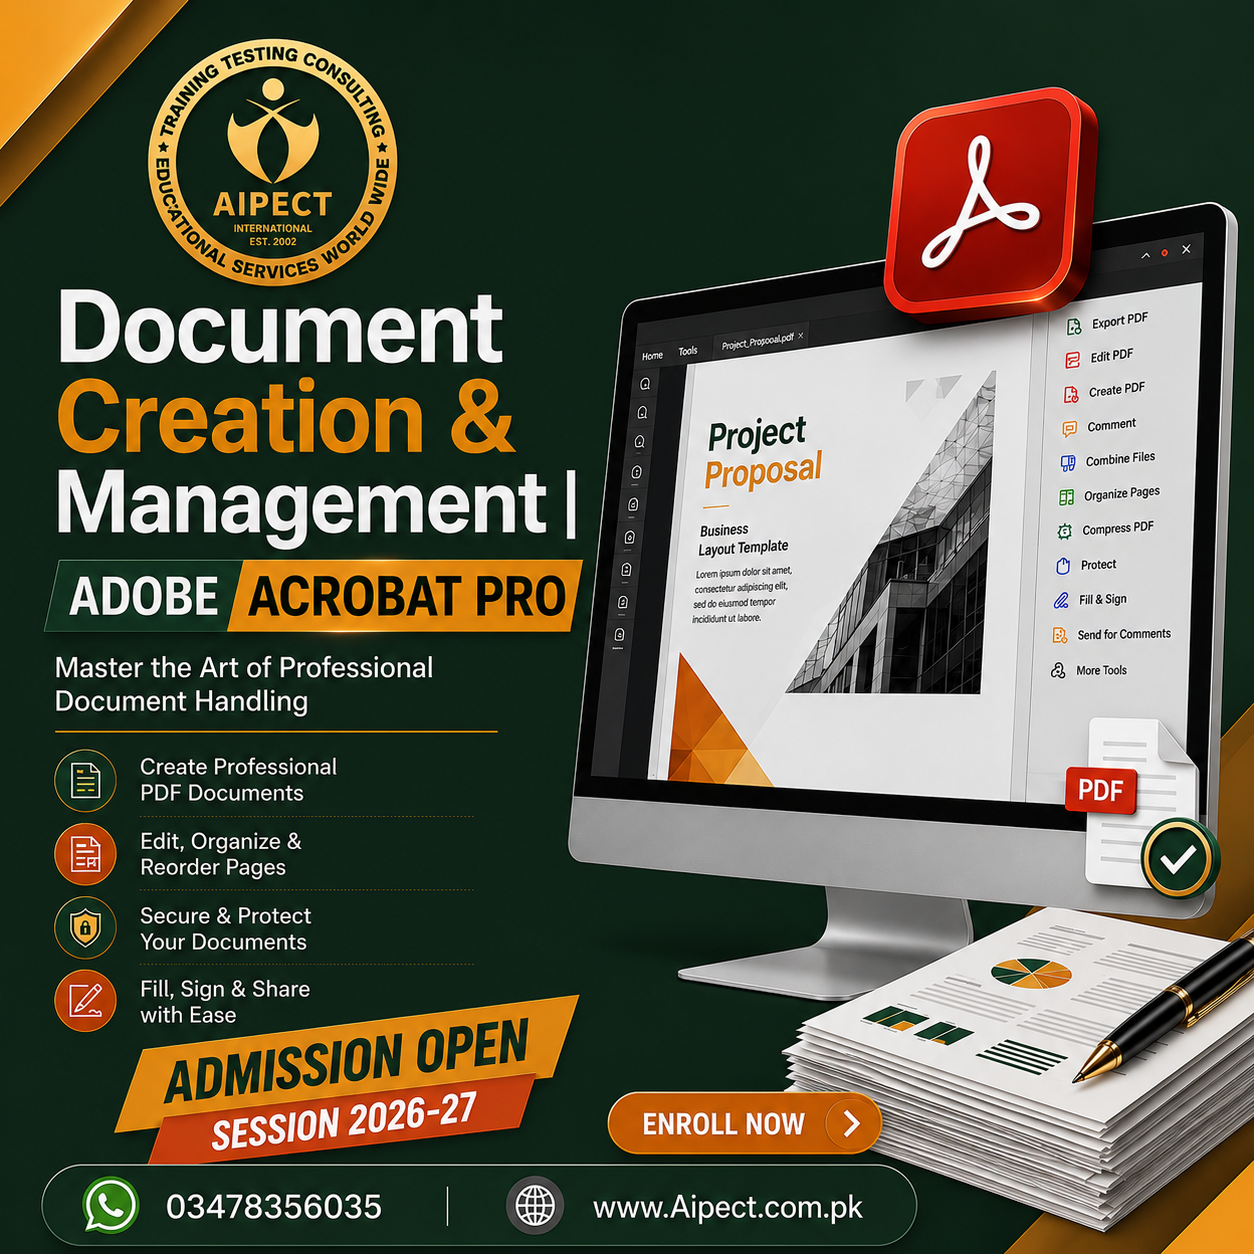 TRAINING TESTING CONSULTING
EDUCATIONAL SERVICES WORLD WIDE
AIPECT
INTERNATIONAL
EST. 2002
Document
Creation &
Management |
ADOBE ACROBAT PRO
Master the Art of Professional
Document Handling
Create Professional
PDF Documents
Edit, Organize &
Reorder Pages
Secure & Protect
Your Documents
Fill, Sign & Share
with Ease
ADMISSION OPEN
SESSION 2026-27
Home Tools Project_Proposal.pdf ×
Project
Proposal
Business
Layout Template
Lorem ipsum dolor sit amet,
consectetur adipiscing elit,
sed do eiusmod tempor
incididunt ut labore.
Export PDF
Edit PDF
Create PDF
Comment
Combine Files
Organize Pages
Compress PDF
Protect
Fill & Sign
Send for Comments
More Tools
PDF
ENROLL NOW
03478356035
www.Aipect.com.pk